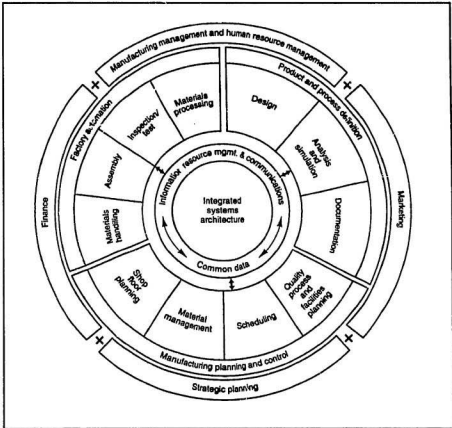 Manufacturing management and human resource management
Factory automation
Product and process definition
Inspection/
test
Materials
processing
Design
Analysis
and
simulation
Assembly
Information resource mgmt. & communications
Finance
Materials
handling
Integrated
systems
architecture
Documentation
Marketing
Common data
Shop
floor
planning
Material
management
Scheduling
Quality
process
and
facilities
planning
Manufacturing planning and control
Strategic planning